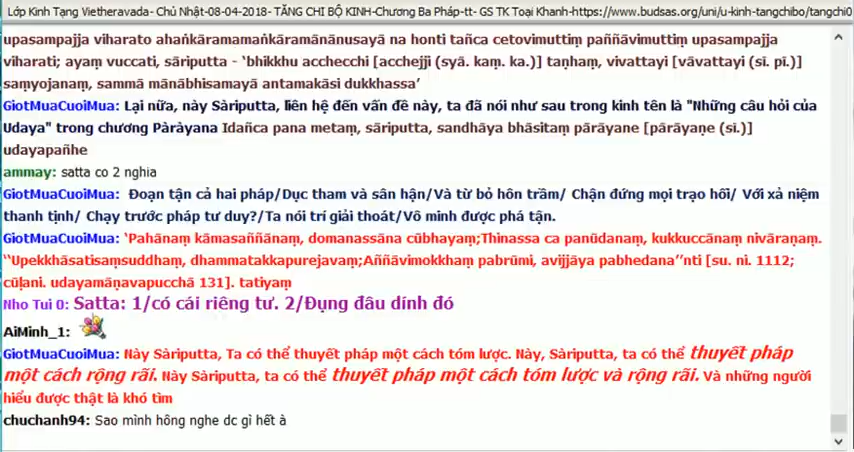 Lớp Kinh Tạng Vietheravada- Chủ Nhật-08-04-2018- TĂNG CHI BỘ KINH-Chương Ba Pháp-tt- GS TK Toại Khanh-https://www.budsas.org/uni/u-kinh-tangchibo/tangchi0
upasampajja viharato ahaṅkāramamaṅkāramānānusayā na honti tañca cetovimuttiṃ paññāvimuttiṃ upasampajja
viharati; ayaṃ vuccati, sāriputta - ‘bhikkhu acchecchi [acchejji (syā. kaṃ. ka.)] taṇhaṃ, vivattayi [vāvattayi (sī. pī.)]
saṃyojanaṃ, sammā mānābhisamayā antamakāsi dukkhassa’
GiotMuaCuoiMua: Lại nữa, này Sàriputta, liên hệ đến vấn đề này, ta đã nói như sau trong kinh tên là "Những câu hỏi của
Udaya" trong chương Pàràyana Idañca pana metaṃ, sāriputta, sandhāya bhāsitaṃ pārāyane [pārāyaṇe (sī.)]
udayapañhe
ammay: satta co 2 nghia
GiotMuaCuoiMua: Đoạn tận cả hai pháp/Dục tham và sân hận/Và từ bỏ hôn trầm/ Chận đứng mọi trạo hối/ Với xả niệm
thanh tịnh/ Chạy trước pháp tư duy?/Ta nói trí giải thoát/Vô minh được phá tận.
GiotMuaCuoiMua: ‘Pahānaṃ kāmasaññānaṃ, domanassāna cūbhayaṃ;Thinassa ca panūdanaṃ, kukkuccānaṃ nivāraṇaṃ.
‘‘Upekkhāsatisaṃsuddhaṃ, dhammatakkapurejavaṃ;Aññāvimokkhaṃ pabrūmi, avijjāya pabhedana’’nti [su. ni. 1112;
cūḷani. udayamāṇavapucchā 131]. tatiyaṃ
Nho Tui 0: Satta: 1/có cái riêng tư. 2/Đụng đâu dính đó
AiMinh_1:
GiotMuaCuoiMua: Này Sàriputta, Ta có thể thuyết pháp một cách tóm lược. Này, Sàriputta, ta có thể thuyết pháp
một cách rộng rãi. Này Sàriputta, ta có thể thuyết pháp một cách tóm lược và rộng rãi. Và những người
hiểu được thật là khó tìm
chuchanh94: Sao mình hông nghe dc gì hết à